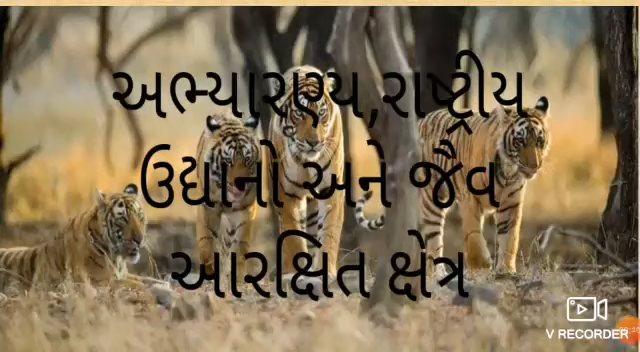 અભ્યારણ્ય,રાષ્ટ્રીય
ઉદ્યાનો અને જૈવ
આરક્ષિત ક્ષેત્ર
V RECORDER